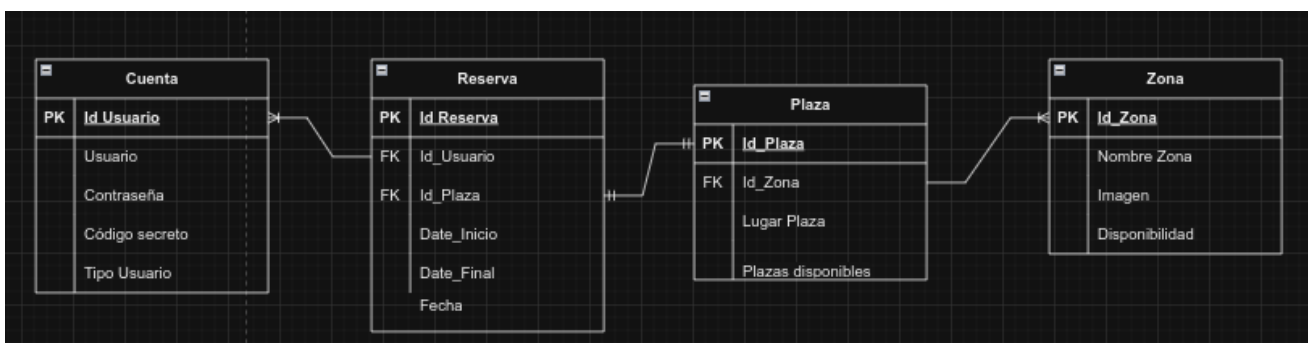 Cuenta
PK Id Usuario
Usuario
Contraseña
Código secreto
Tipo Usuario
Reserva
PK Id Reserva
FK Id_Usuario
FK Id_Plaza
Date_Inicio
Date_Final
Fecha
Plaza
PK Id_Plaza
FK Id_Zona
Lugar Plaza
Plazas disponibles
Zona
PK Id_Zona
Nombre Zona
Imagen
Disponibilidad